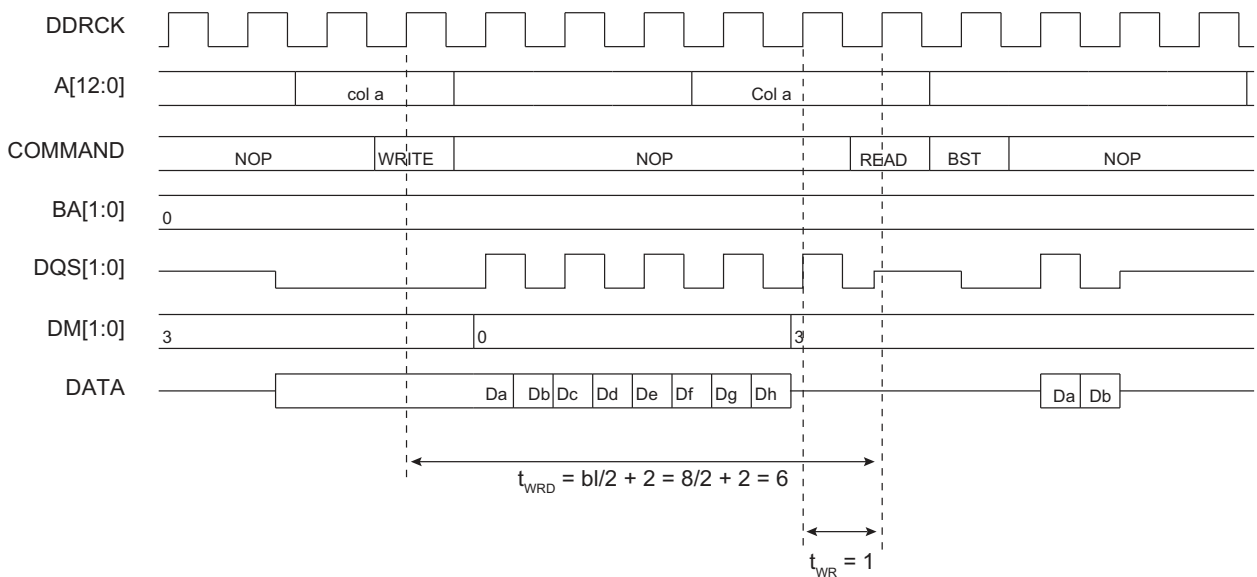 DDRCK
A[12:0] col a Col a
COMMAND NOP WRITE NOP READ BST NOP
BA[1:0] 0
DQS[1:0]
DM[1:0] 3 0 3
DATA Da Db Dc Dd De Df Dg Dh Da Db
tWRD = bl/2 + 2 = 8/2 + 2 = 6
tWR = 1